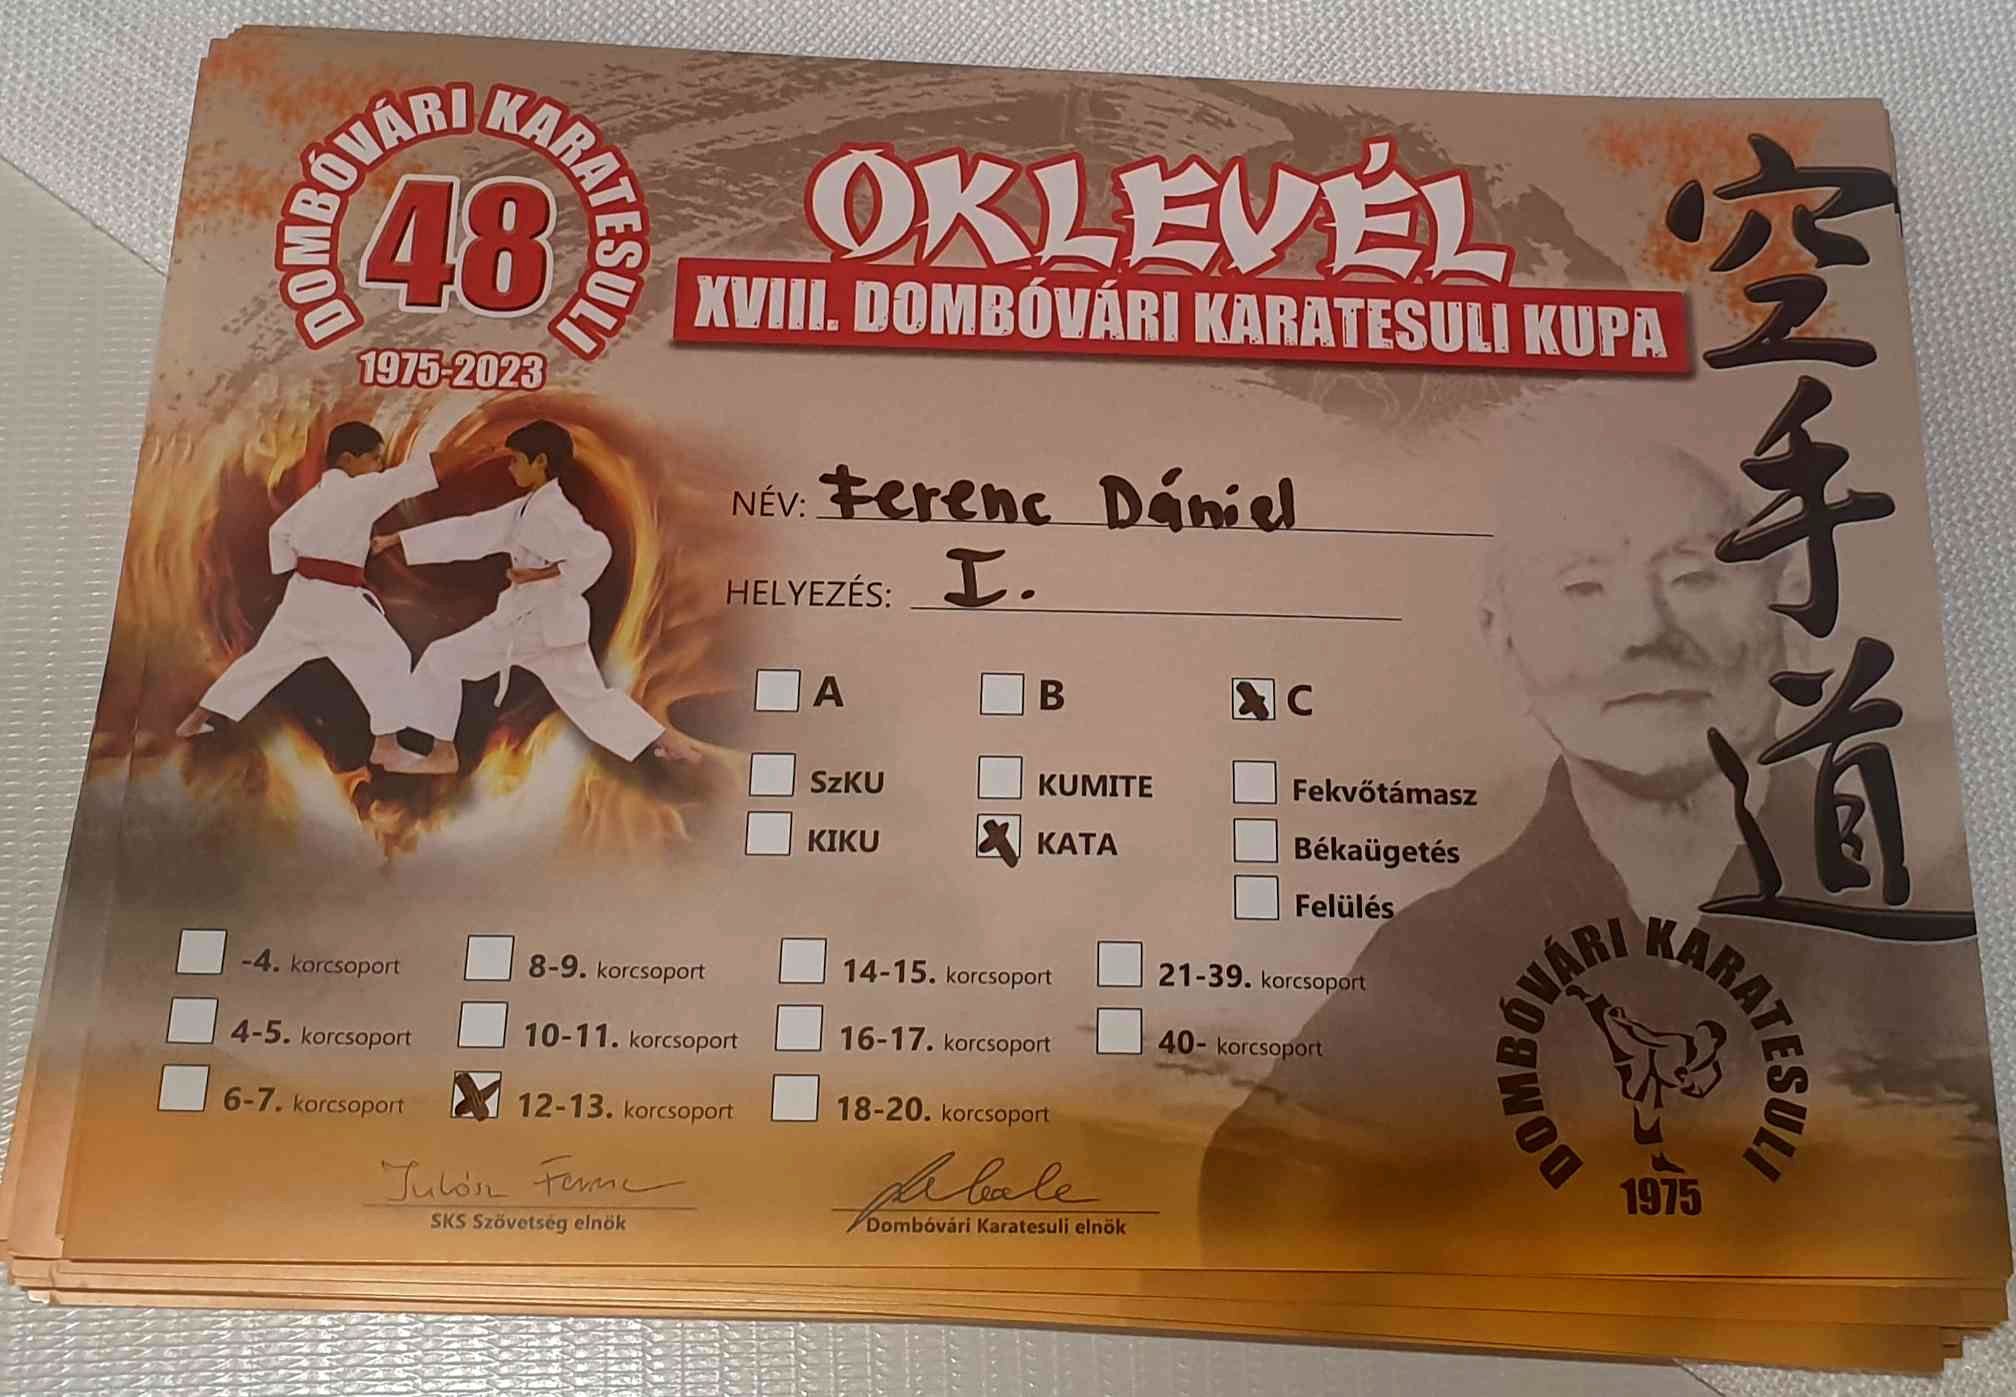 DOMBÓVÁRI KARATESULI
48
1975-2023
OKLEVÉL
XVIII. DOMBÓVÁRI KARATESULI KUPA
空手道
NÉV: Ferenc Dániel
HELYEZÉS: I.
A B C
SzKU KUMITE Fekvőtámasz
KIKU KATA Békaügetés
Felülés
-4. korcsoport 8-9. korcsoport 14-15. korcsoport 21-39. korcsoport
4-5. korcsoport 10-11. korcsoport 16-17. korcsoport 40- korcsoport
6-7. korcsoport 12-13. korcsoport 18-20. korcsoport
Ferenc
SKS Szövetség elnök Dombóvári Karatesuli elnök
DOMBÓVÁRI KARATESULI
1975